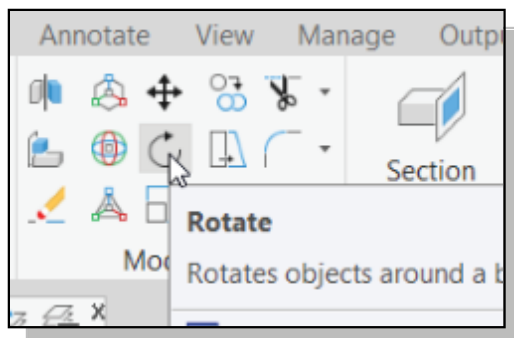 Annotate View Manage
Section
Rotate
Rotates objects around a